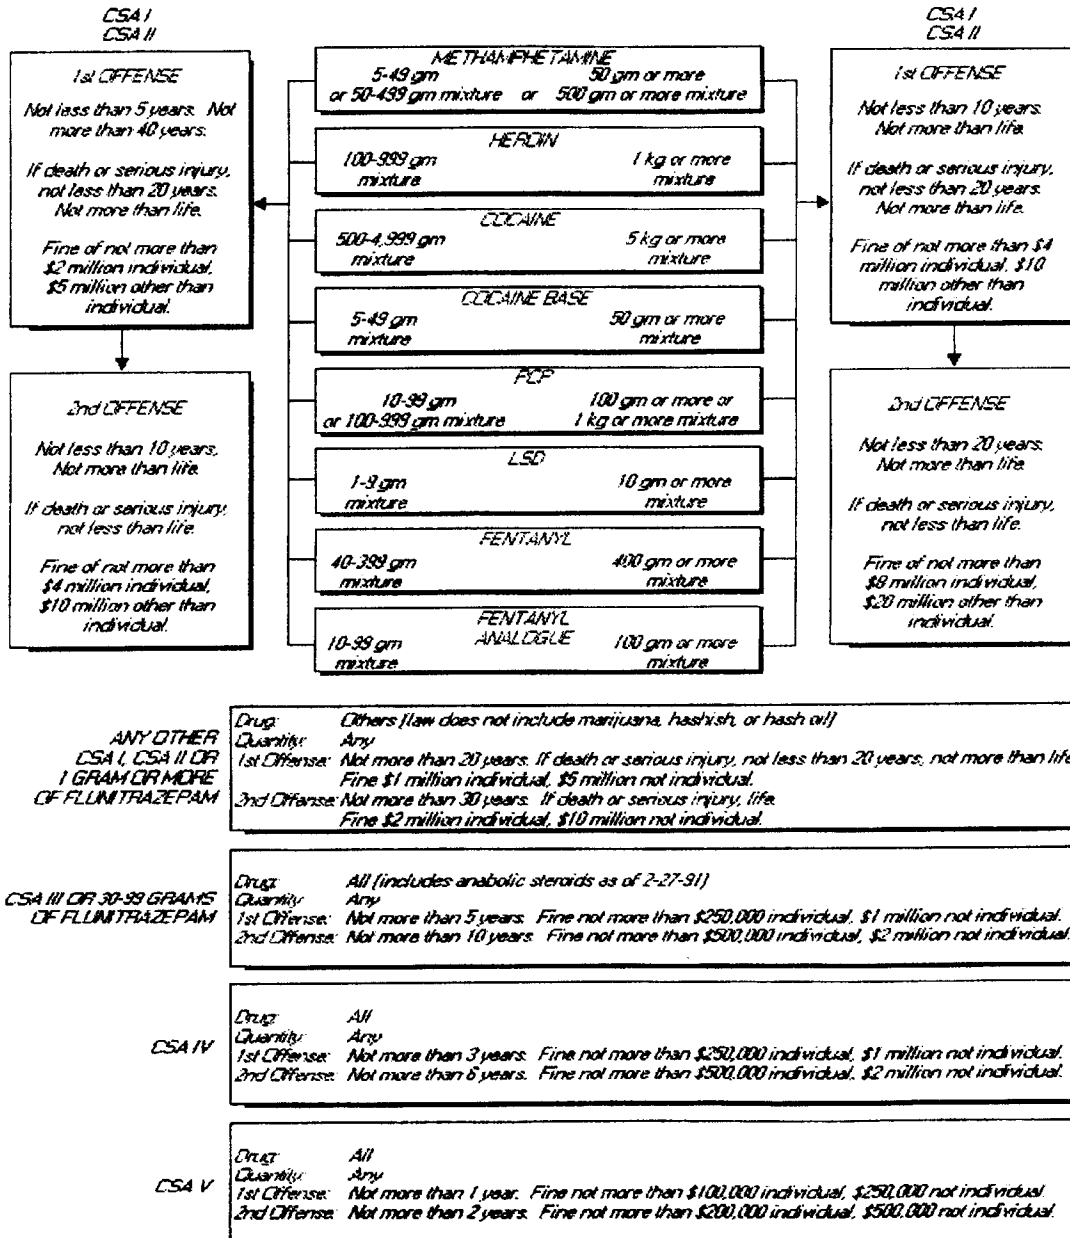 CSA I
CSA II
1st OFFENSE
Not less than 5 years. Not
more than 40 years.
If death or serious injury,
not less than 20 years.
Not more than life.
Fine of not more than
$2 million individual,
$5 million other than
individual.
2nd OFFENSE
Not less than 10 years.
Not more than life.
If death or serious injury,
not less than life.
Fine of not more than
$4 million individual,
$10 million other than
individual.
METHAMPHETAMINE
5-49 gm 50 gm or more
or 50-499 gm mixture or 500 gm or more mixture
HEROIN
100-999 gm 1 kg or more
mixture mixture
COCAINE
500-4,999 gm 5 kg or more
mixture mixture
COCAINE BASE
5-49 gm 50 gm or more
mixture mixture
PCP
10-99 gm 100 gm or more or
or 100-999 gm mixture 1 kg or more mixture
LSD
1-9 gm 10 gm or more
mixture mixture
FENTANYL
40-399 gm 400 gm or more
mixture mixture
FENTANYL
ANALOGUE
10-99 gm 100 gm or more
mixture mixture
CSA I
CSA II
1st OFFENSE
Not less than 10 years.
Not more than life.
If death or serious injury,
not less than 20 years.
Not more than life.
Fine of not more than $4
million individual, $10
million other than
individual.
2nd OFFENSE
Not less than 20 years.
Not more than life.
If death or serious injury,
not less than life.
Fine of not more than
$8 million individual,
$20 million other than
individual.
ANY OTHER
CSA I, CSA II OR
1 GRAM OR MORE
OF FLUNITRAZEPAM
Drug: Others (law does not include marijuana, hashish, or hash oil)
Quantity: Any
1st Offense: Not more than 20 years. If death or serious injury, not less than 20 years, not more than life.
Fine $1 million individual, $5 million not individual.
2nd Offense: Not more than 30 years. If death or serious injury, life.
Fine $2 million individual, $10 million not individual.
CSA III OR 30-99 GRAMS
OF FLUNITRAZEPAM
Drug: All (includes anabolic steroids as of 2-27-91)
Quantity: Any
1st Offense: Not more than 5 years. Fine not more than $250,000 individual, $1 million not individual.
2nd Offense: Not more than 10 years. Fine not more than $500,000 individual, $2 million not individual.
CSA IV
Drug: All
Quantity: Any
1st Offense: Not more than 3 years. Fine not more than $250,000 individual, $1 million not individual.
2nd Offense: Not more than 6 years. Fine not more than $500,000 individual, $2 million not individual.
CSA V
Drug: All
Quantity: Any
1st Offense: Not more than 1 year. Fine not more than $100,000 individual, $250,000 not individual.
2nd Offense: Not more than 2 years. Fine not more than $200,000 individual, $500,000 not individual.